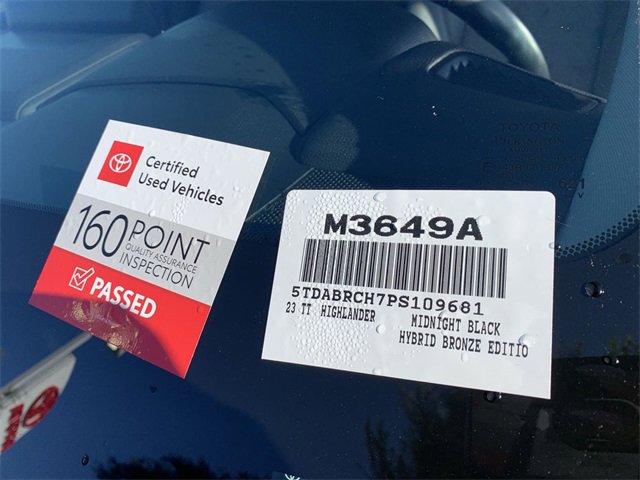 Certified
Used Vehicles
160 POINT
QUALITY ASSURANCE
INSPECTION
PASSED
M3649A
5TDABRCH7PS109681
23 TT HIGHLANDER MIDNIGHT BLACK
HYBRID BRONZE EDITIO
TOYOTA